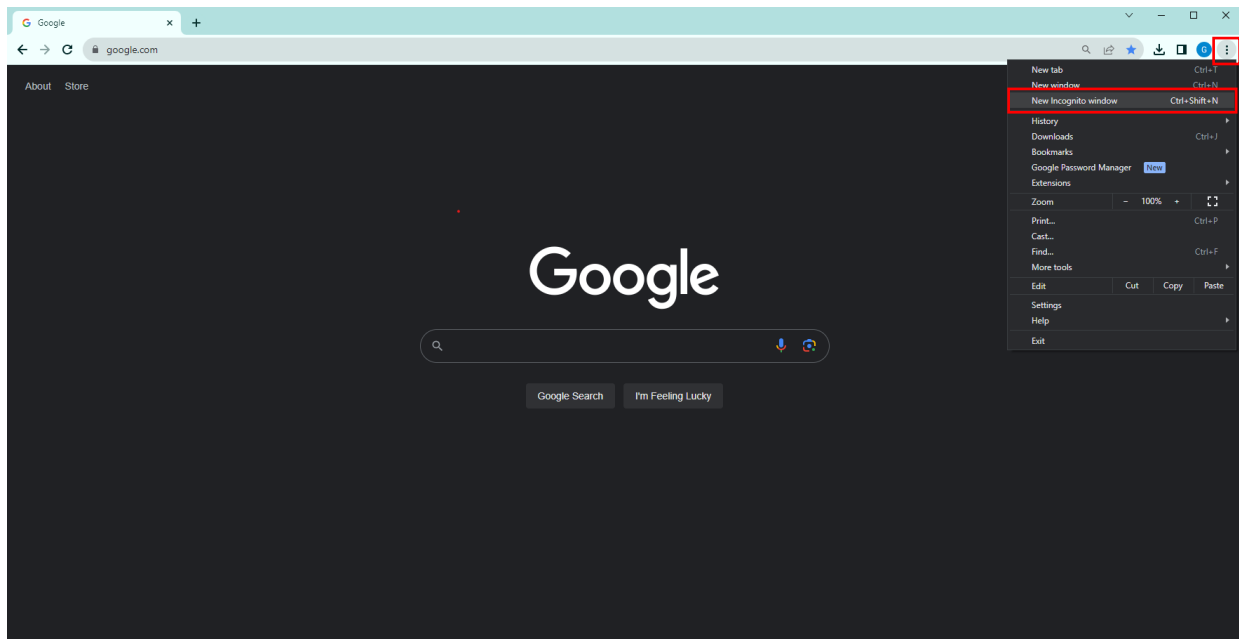 Google
google.com
G
About Store
New tab Ctrl+T
New window Ctrl+N
New Incognito window Ctrl+Shift+N
History
Downloads Ctrl+J
Bookmarks
Google Password Manager New
Extensions
Zoom - 100% +
Print... Ctrl+P
Cast...
Find... Ctrl+F
More tools
Edit Cut Copy Paste
Settings
Help
Exit
Google
Google Search I'm Feeling Lucky